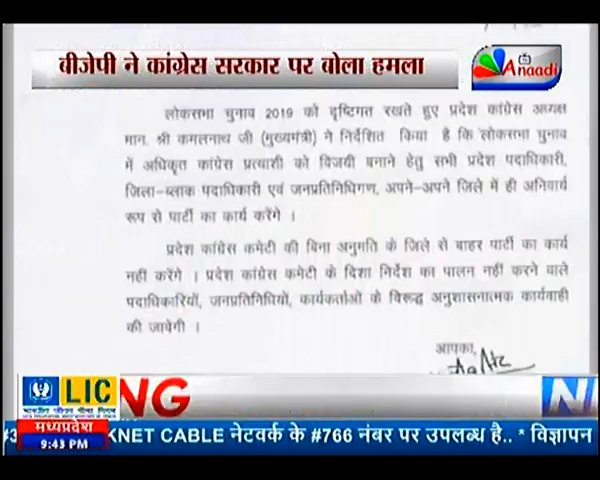 बीजेपी ने कांग्रेस सरकार पर बोला हमला
Anaadi
लोकसभा चुनाव 2019 को दृष्टिगत रखते हुए प्रदेश कांग्रेस अध्यक्ष
मान. श्री कमलनाथ जी (मुख्यमंत्री) ने निर्देशित किया है कि लोकसभा चुनाव
में अधिकृत कांग्रेस प्रत्याशी को विजयी बनाने हेतु सभी प्रदेश पदाधिकारी,
जिला–ब्लाक पदाधिकारी एवं जनप्रतिनिधिगण, अपने–अपने जिले में ही अनिवार्य
रूप से पार्टी का कार्य करेंगे ।
प्रदेश कांग्रेस कमेटी की बिना अनुमति के जिले से बाहर पार्टी का कार्य
नहीं करेंगे । प्रदेश कांग्रेस कमेटी के दिशा निर्देश का पालन नहीं करने वाले
पदाधिकारियों, जनप्रतिनिधियों, कार्यकर्ताओं के विरूद्ध अनुशासनात्मक कार्यवाही
की जावेगी ।
आपका,
LIC
भारतीय जीवन बीमा निगम
NG
मध्यप्रदेश
9:43 PM
KNET CABLE नेटवर्क के #766 नंबर पर उपलब्ध है.. * विज्ञापन